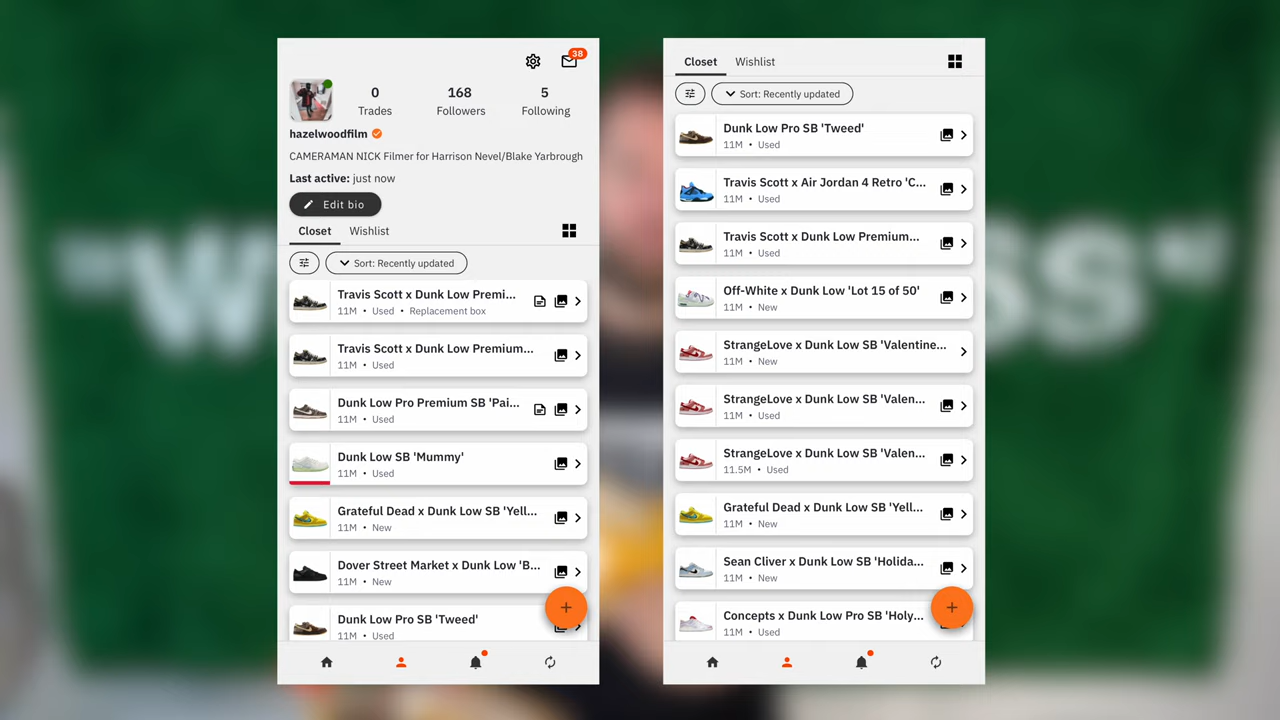 38
0
168
5
Trades
Followers
Following
hazelwoodfilm
CAMERAMAN NICK Filmer for Harrison Nevel/Blake Yarbrough
Last active: just now
Edit bio
Closet
Wishlist
Sort: Recently updated
Travis Scott x Dunk Low Premi...
11M • Used • Replacement box
Travis Scott x Dunk Low Premium...
11M • Used
Dunk Low Pro Premium SB 'Pai...
11M • Used
Dunk Low SB 'Mummy'
11M • Used
Grateful Dead x Dunk Low SB 'Yell...
11M • New
Dover Street Market x Dunk Low 'B...
11M • New
Dunk Low Pro SB 'Tweed'
11M • Used
Closet
Wishlist
Sort: Recently updated
Dunk Low Pro SB 'Tweed'
11M • Used
Travis Scott x Air Jordan 4 Retro 'C...
11M • Used
Travis Scott x Dunk Low Premium...
11M • Used
Off-White x Dunk Low 'Lot 15 of 50'
11M • New
StrangeLove x Dunk Low SB 'Valentine...
11M • New
StrangeLove x Dunk Low SB 'Valen...
11M • Used
StrangeLove x Dunk Low SB 'Valen...
11.5M • Used
Grateful Dead x Dunk Low SB 'Yell...
11M • New
Sean Cliver x Dunk Low SB 'Holida...
11M • New
Concepts x Dunk Low Pro SB 'Holy...
11M • Used